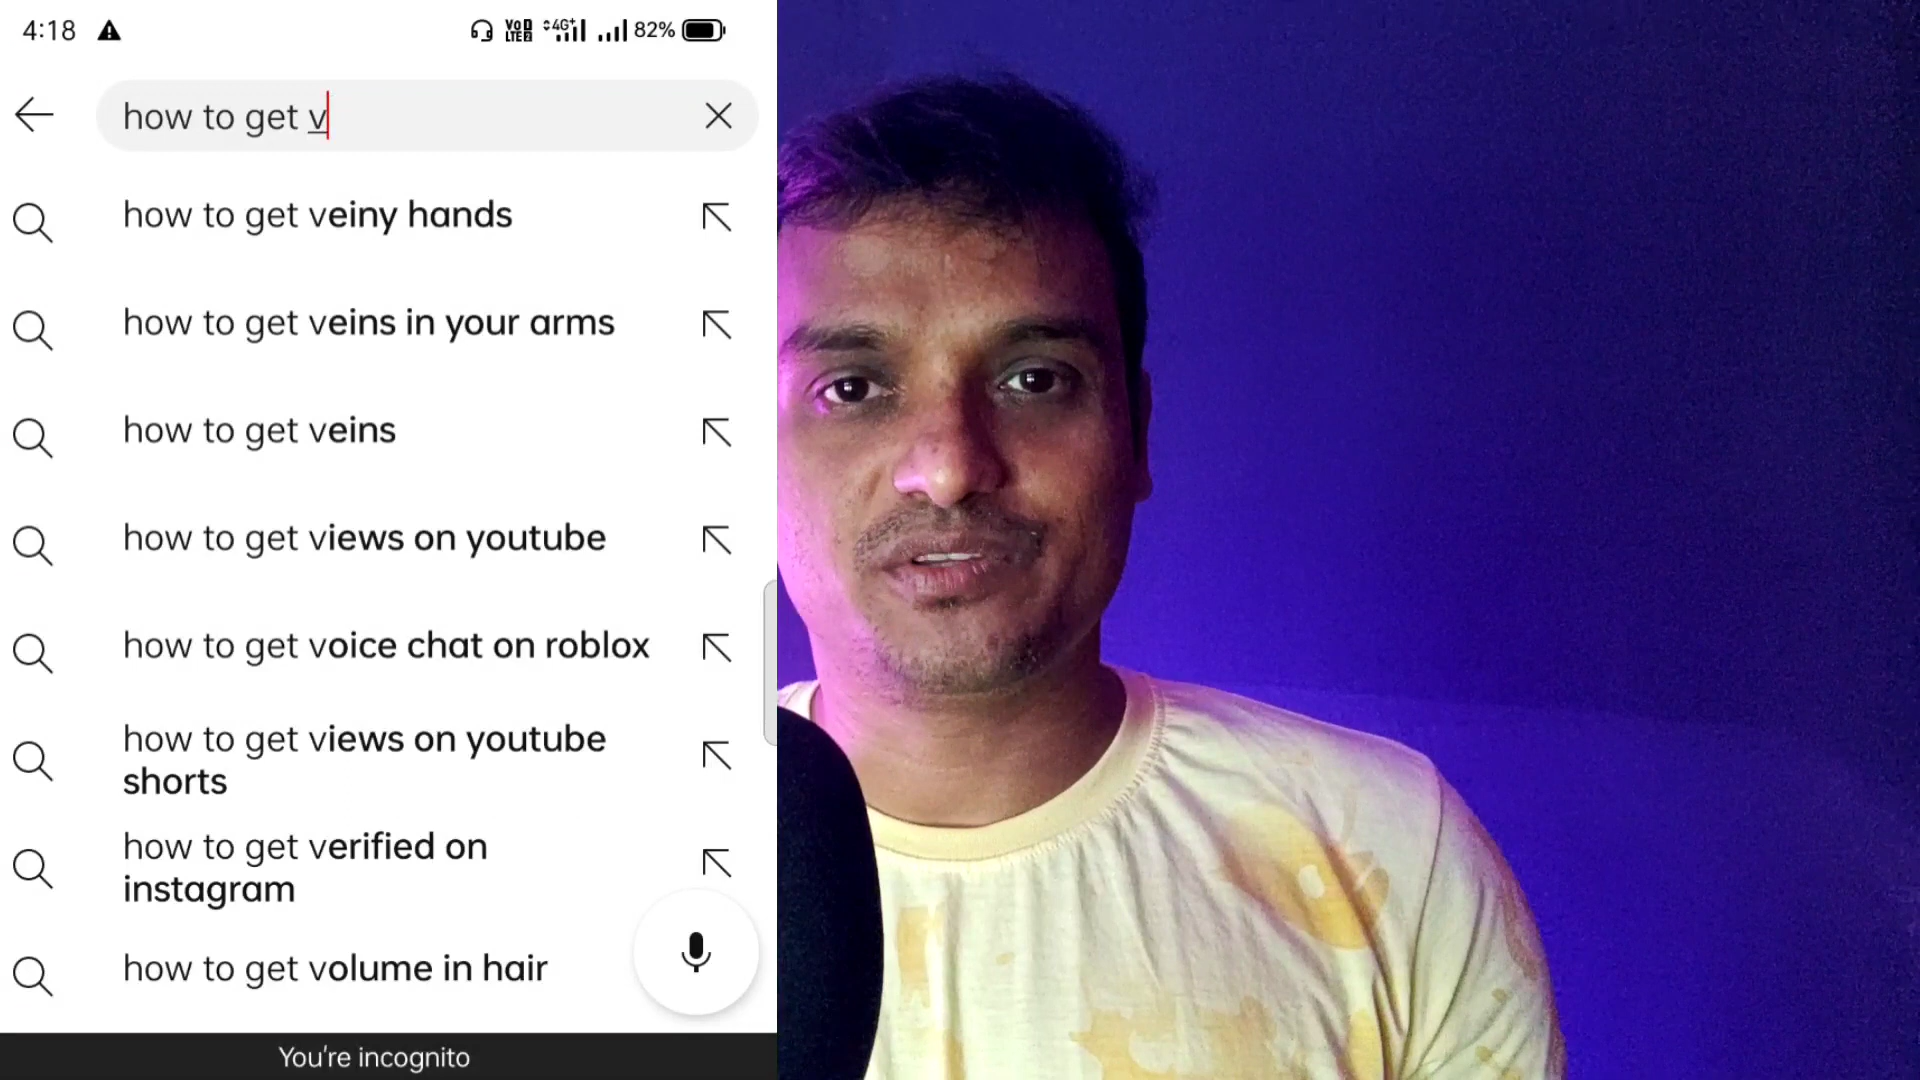 4:18 VoD LTE2 4G+ 82%
how to get v
how to get veiny hands
how to get veins in your arms
how to get veins
how to get views on youtube
how to get voice chat on roblox
how to get views on youtube
shorts
how to get verified on
instagram
how to get volume in hair
You're incognito